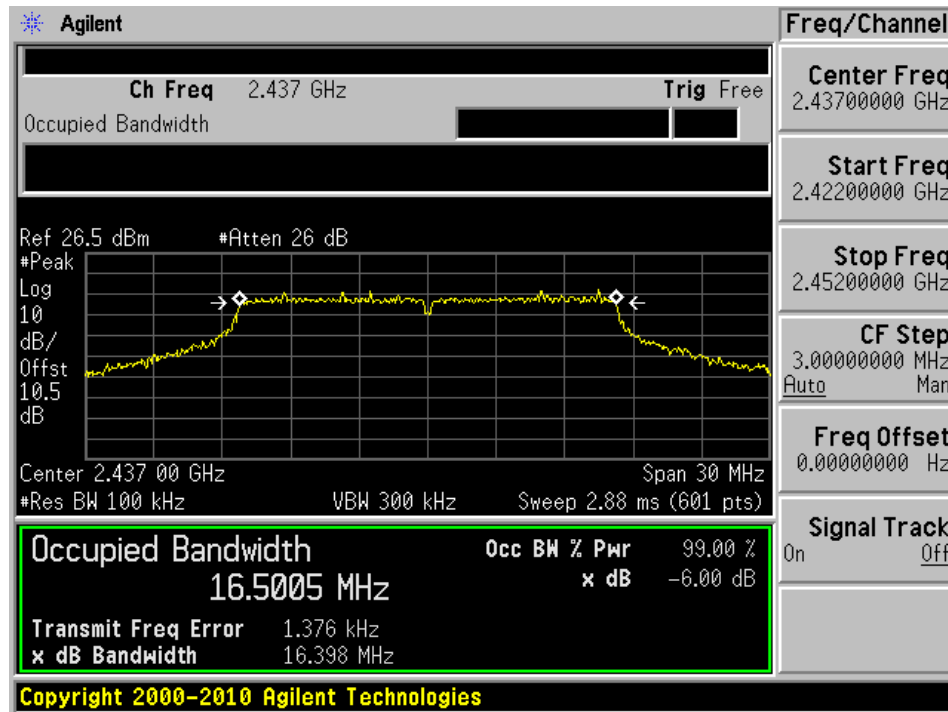 Agilent
Freq/Channel
Ch Freq 2.437 GHz Trig Free
Occupied Bandwidth
Center Freq
2.43700000 GHz
Start Freq
2.42200000 GHz
Stop Freq
2.45200000 GHz
CF Step
3.00000000 MHz
Auto Man
Freq Offset
0.00000000 Hz
Signal Track
On Off
Ref 26.5 dBm #Atten 26 dB
#Peak
Log
10
dB/
Offst
10.5
dB
Center 2.437 00 GHz Span 30 MHz
#Res BW 100 kHz VBW 300 kHz Sweep 2.88 ms (601 pts)
Occupied Bandwidth Occ BW % Pwr 99.00 %
16.5005 MHz x dB -6.00 dB
Transmit Freq Error 1.376 kHz
x dB Bandwidth 16.398 MHz
Copyright 2000-2010 Agilent Technologies